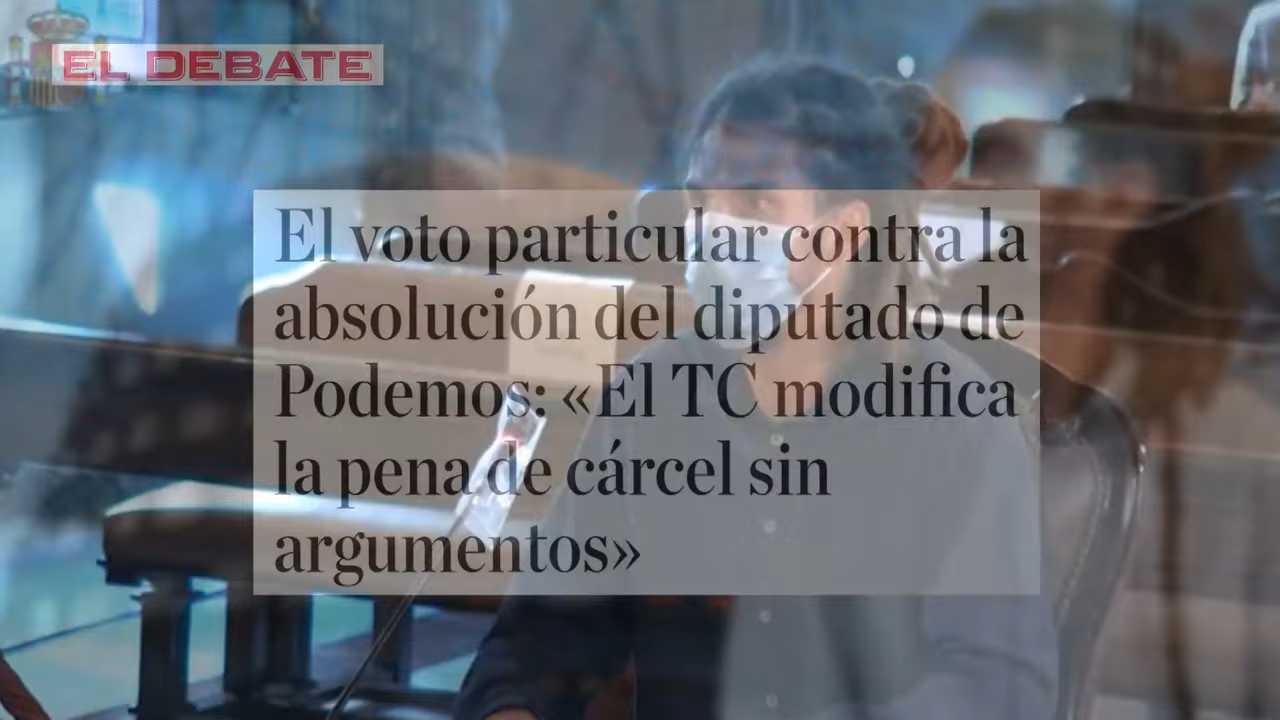 EL DEBATE
El voto particular contra la
absolución del diputado de
Podemos: «El TC modifica
la pena de cárcel sin
argumentos»